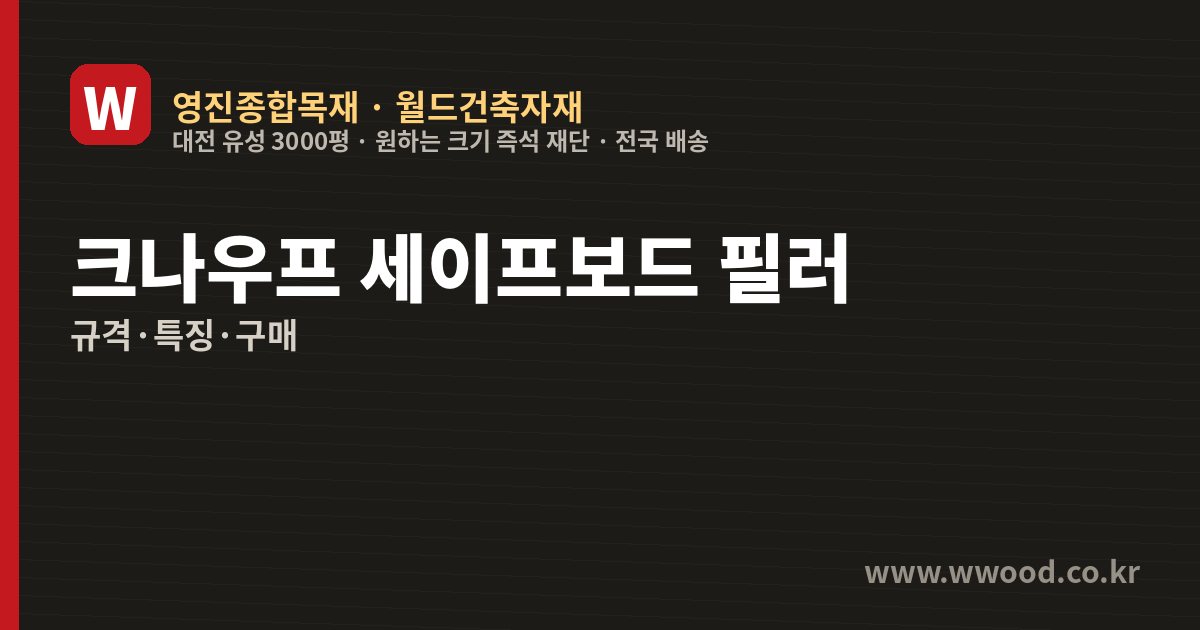 W
영진종합목재 · 월드건축자재
대전 유성 3000평 · 원하는 크기 즉석 재단 · 전국 배송
크나우프 세이프보드 필러
규격·특징·구매
www.wwood.co.kr